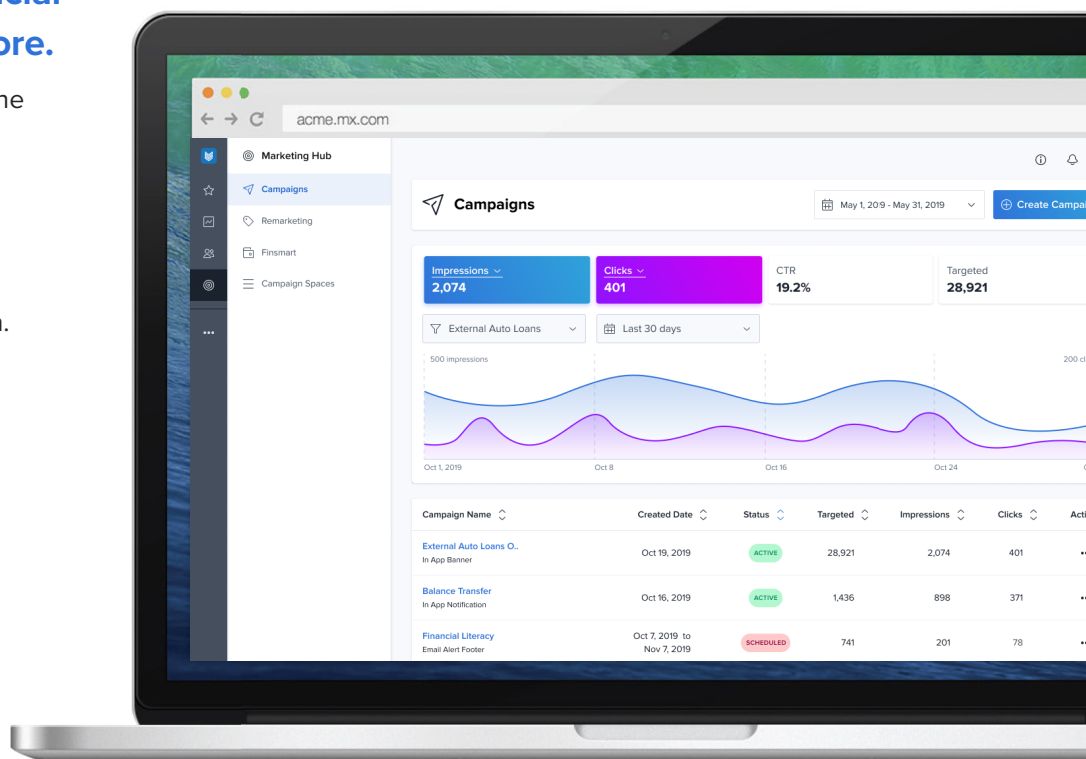 ore.
acme.mx.com
Marketing Hub
Campaigns
Remarketing
Finsmart
Campaign Spaces
Campaigns
May 1, 2019 - May 31, 2019
Create Campai
Impressions
2,074
Clicks
401
CTR
19.2%
Targeted
28,921
External Auto Loans
Last 30 days
500 impressions
200 cl
Oct 1, 2019
Oct 8
Oct 16
Oct 24
Campaign Name
Created Date
Status
Targeted
Impressions
Clicks
Acti
External Auto Loans O..
In App Banner
Oct 19, 2019
ACTIVE
28,921
2,074
401
Balance Transfer
In App Notification
Oct 16, 2019
ACTIVE
1,436
898
371
Financial Literacy
Email Alert Footer
Oct 7, 2019 to
Nov 7, 2019
SCHEDULED
741
201
78